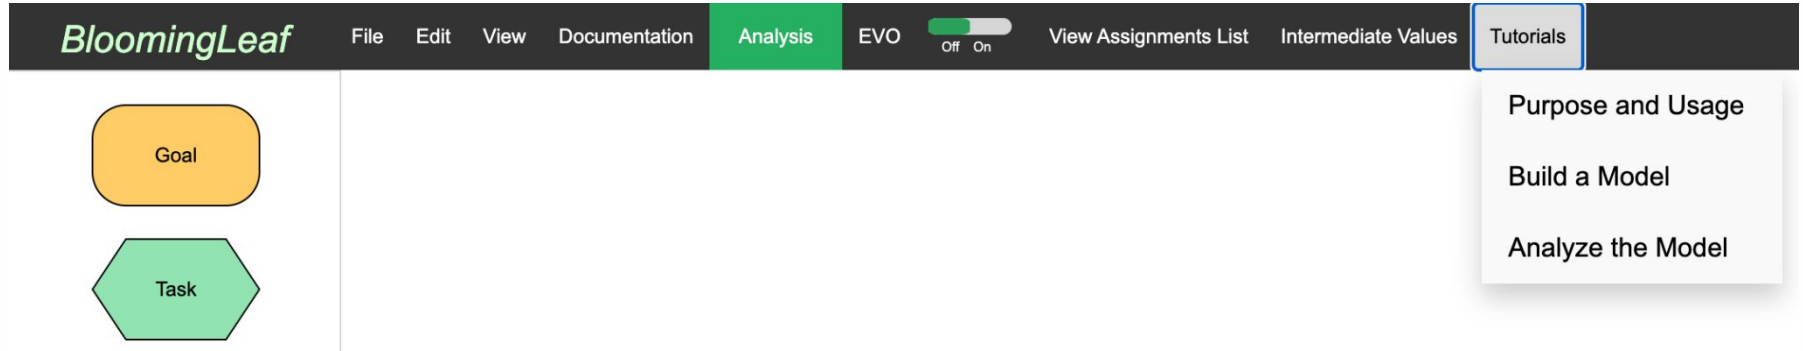 BloomingLeaf File Edit View Documentation Analysis EVO Off On View Assignments List Intermediate Values Tutorials
Purpose and Usage
Goal
Build a Model
Analyze the Model
Task